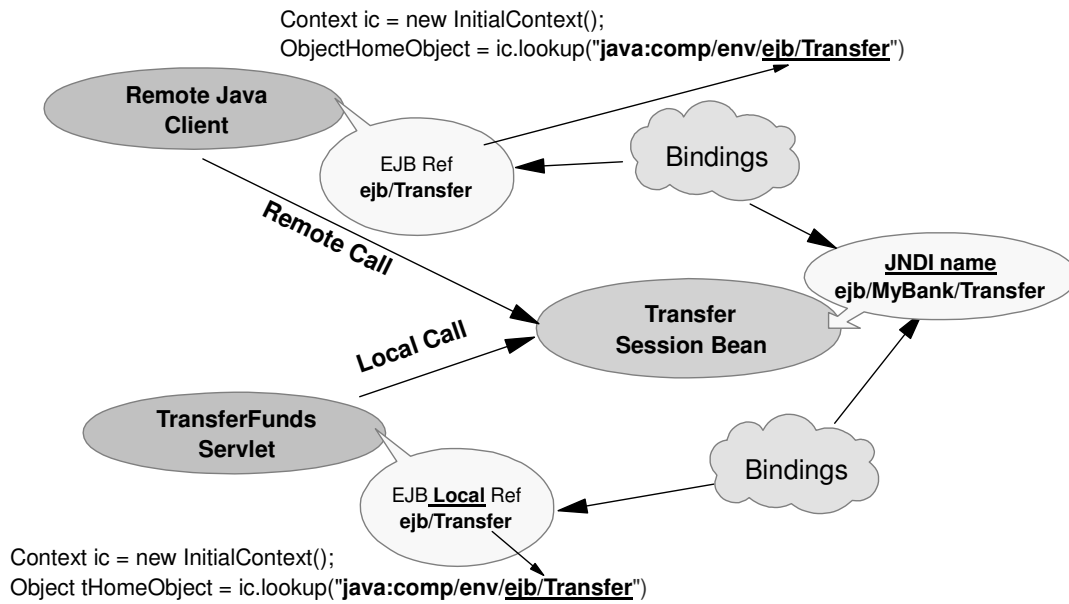 Context ic = new InitialContext();
ObjectHomeObject = ic.lookup("java:comp/env/ejb/Transfer")
Remote Java
Client
EJB Ref
ejb/Transfer
Bindings
Remote Call
JNDI name
ejb/MyBank/Transfer
Transfer
Session Bean
Local Call
TransferFunds
Servlet
Bindings
EJB Local Ref
ejb/Transfer
Context ic = new InitialContext();
Object tHomeObject = ic.lookup("java:comp/env/ejb/Transfer")